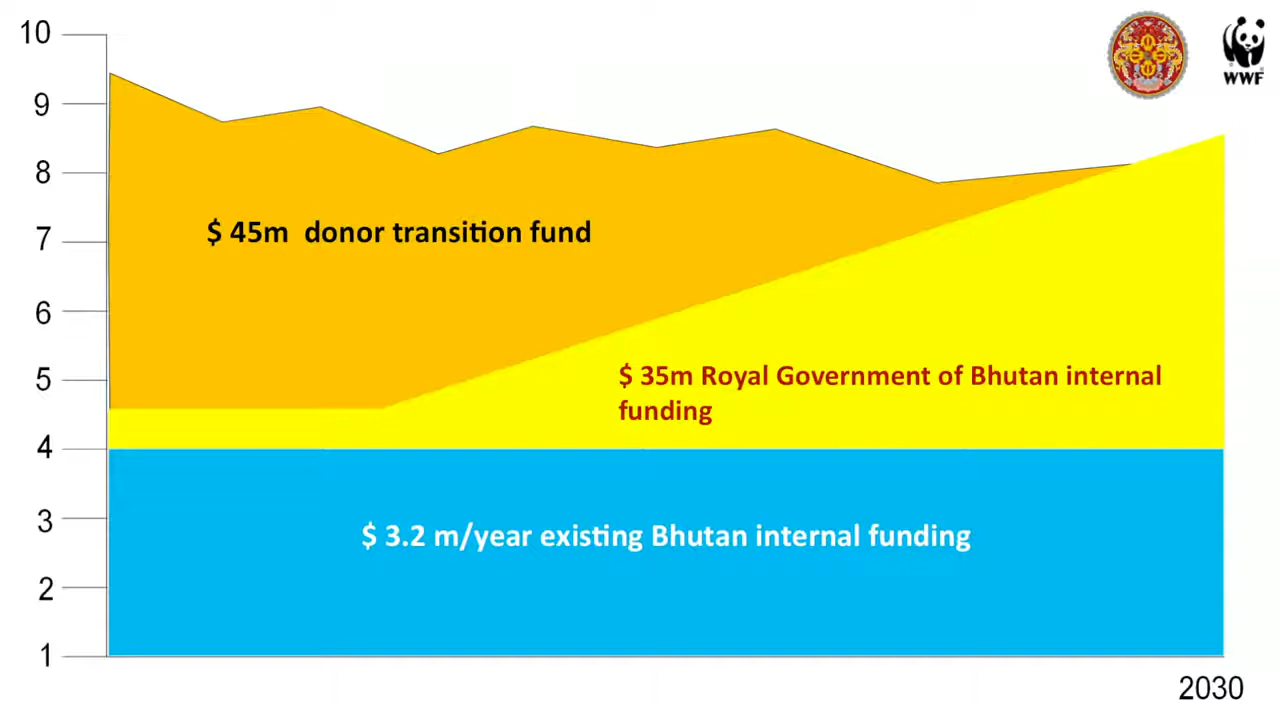 10
9
8
7
6
5
4
3
2
1
WWF
$ 45m donor transition fund
$ 35m Royal Government of Bhutan internal
funding
$ 3.2 m/year existing Bhutan internal funding
2030